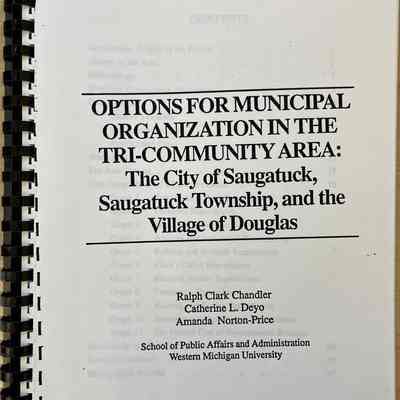 CONTENTS
OPTIONS FOR MUNICIPAL
ORGANIZATION IN THE
TRI-COMMUNITY AREA:
The City of Saugatuck,
Saugatuck Township, and the
Village of Douglas
Ralph Clark Chandler
Catherine L. Deyo
Amanda Norton-Price
School of Public Affairs and Administration
Western Michigan University